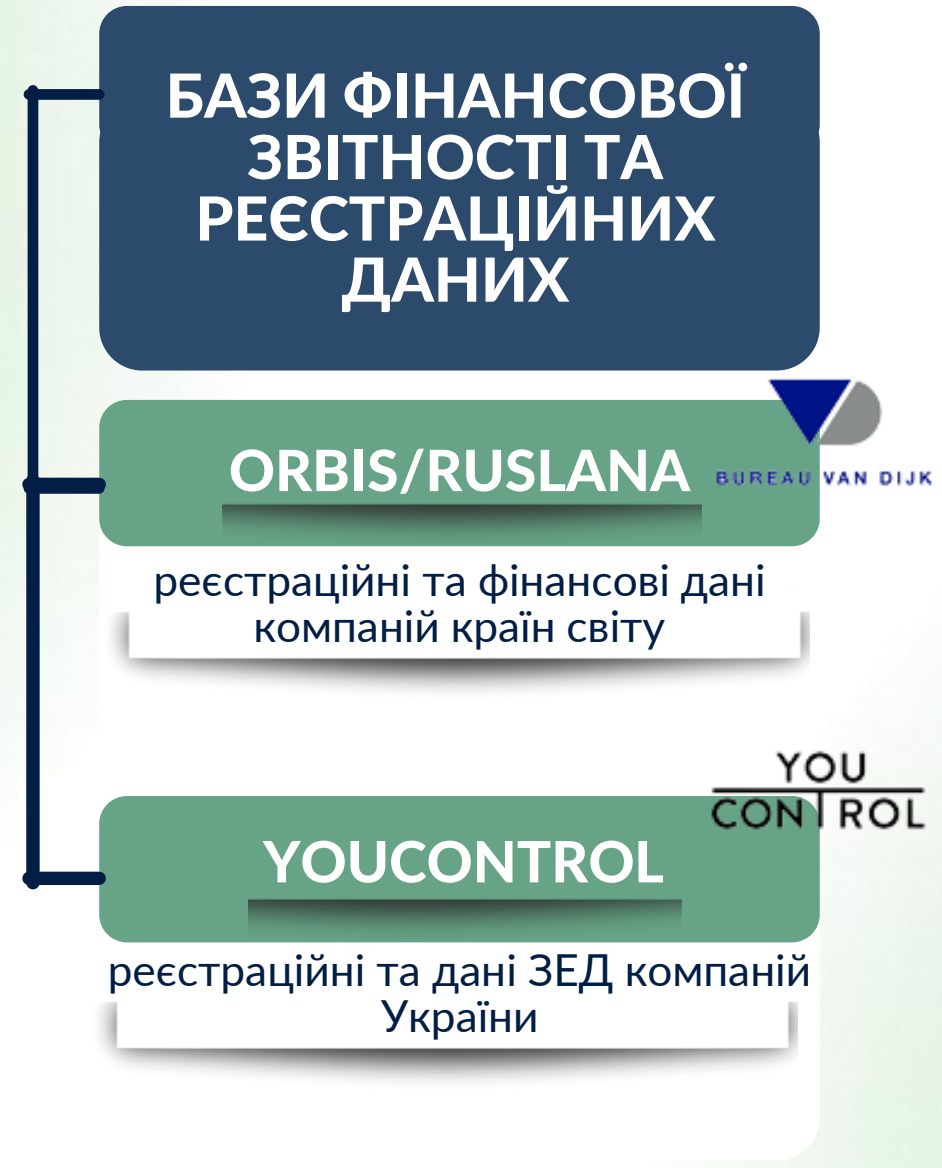 БАЗИ ФІНАНСОВОЇ
ЗВІТНОСТІ ТА
РЕЄСТРАЦІЙНИХ
ДАНИХ
ORBIS/RUSLANA
BUREAU VAN DIJK
реєстраційні та фінансові дані
компаній країн світу
YOU
CONTROL
YOUCONTROL
реєстраційні та дані ЗЕД компаній
України